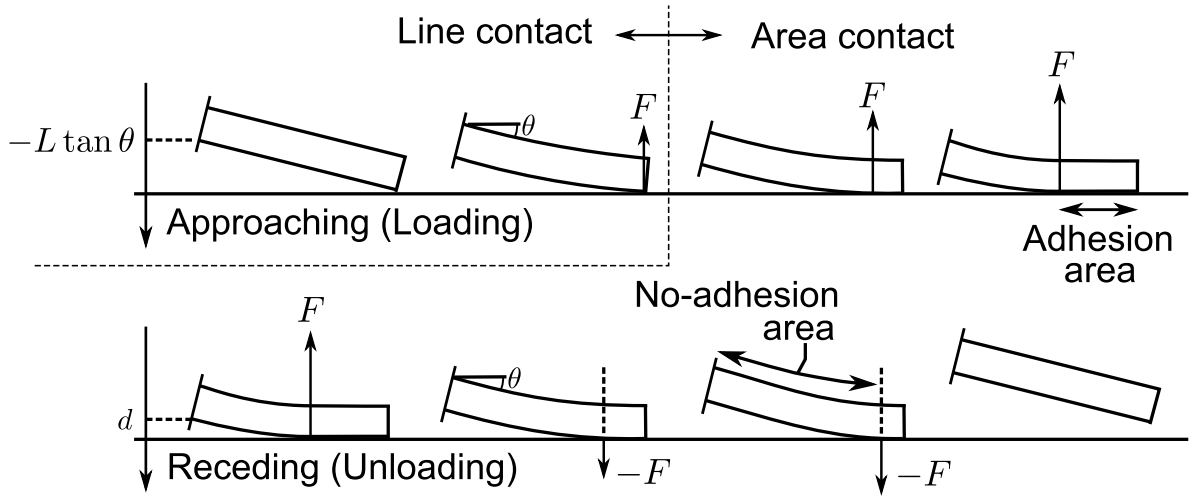 Line contact
Area contact
F
F
F
θ
−L tan θ
Approaching (Loading)
Adhesion
area
No-adhesion
area
F
θ
d
−F
−F
Receding (Unloading)